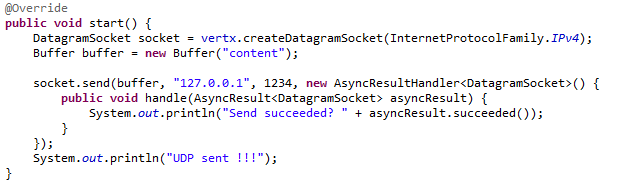 @Override
public void start() {
    DatagramSocket socket = vertx.createDatagramSocket(InternetProtocolFamily.IPv4);
    Buffer buffer = new Buffer("content");

    socket.send(buffer, "127.0.0.1", 1234, new AsyncResultHandler<DatagramSocket>() {
        public void handle(AsyncResult<DatagramSocket> asyncResult) {
            System.out.println("Send succeeded? " + asyncResult.succeeded());
        }
    });
    System.out.println("UDP sent !!!");
}